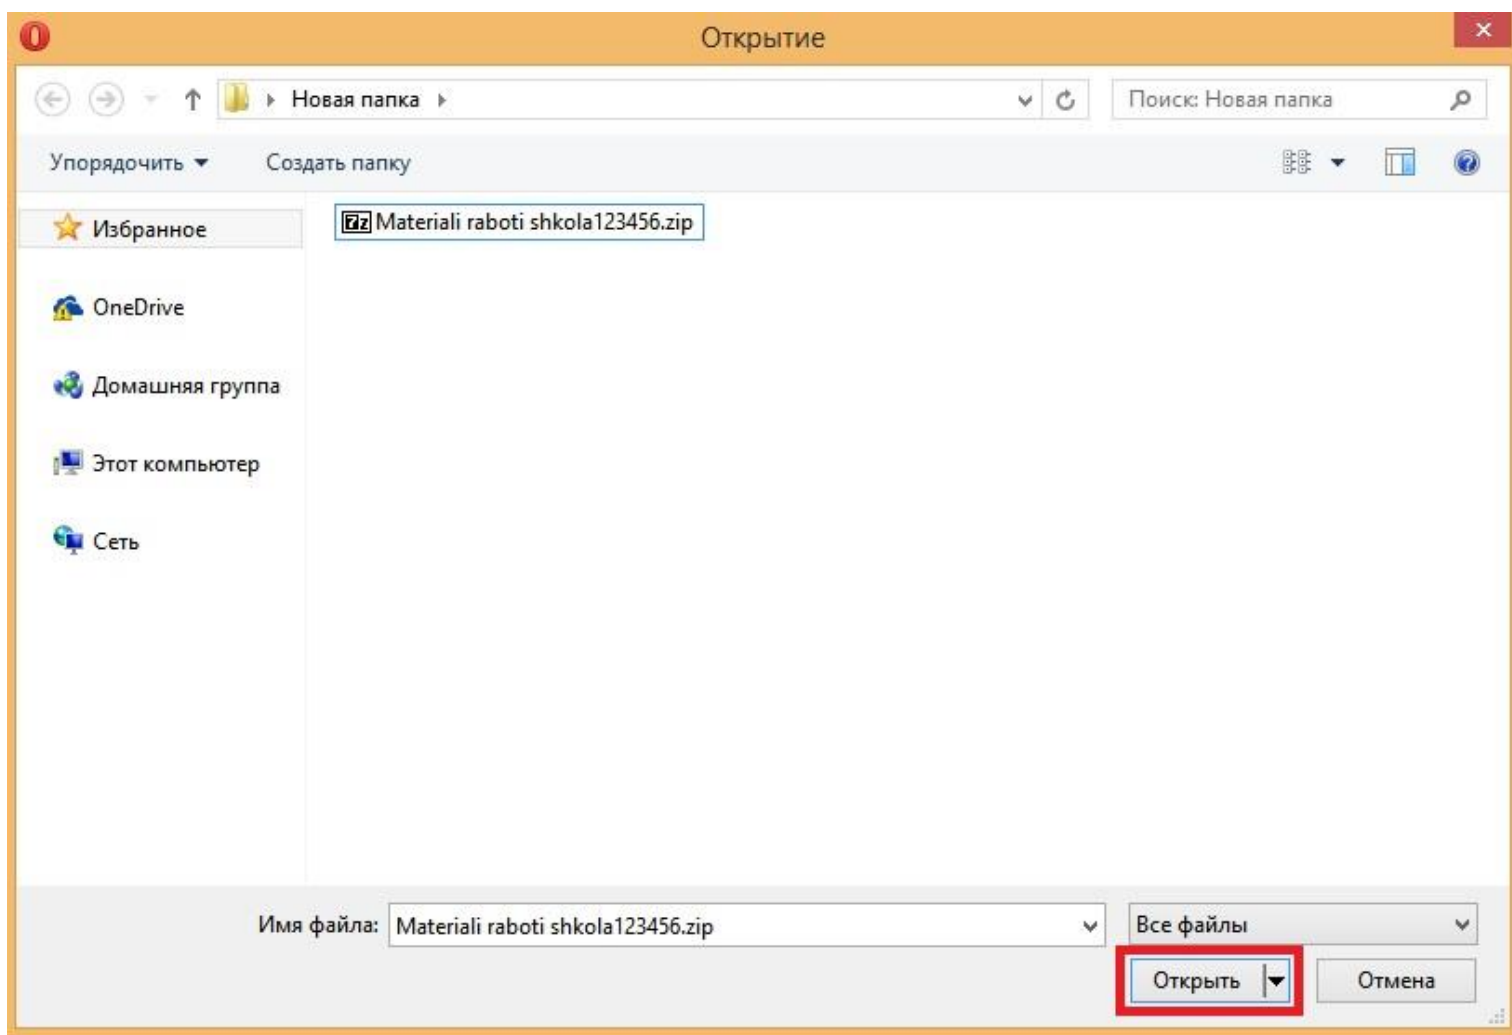 Открытие
Новая папка
Поиск: Новая папка
Упорядочить
Создать папку
Избранное
Materiali raboti shkola123456.zip
OneDrive
Домашняя группа
Этот компьютер
Сеть
Имя файла: Materiali raboti shkola123456.zip
Все файлы
Открыть
Отмена